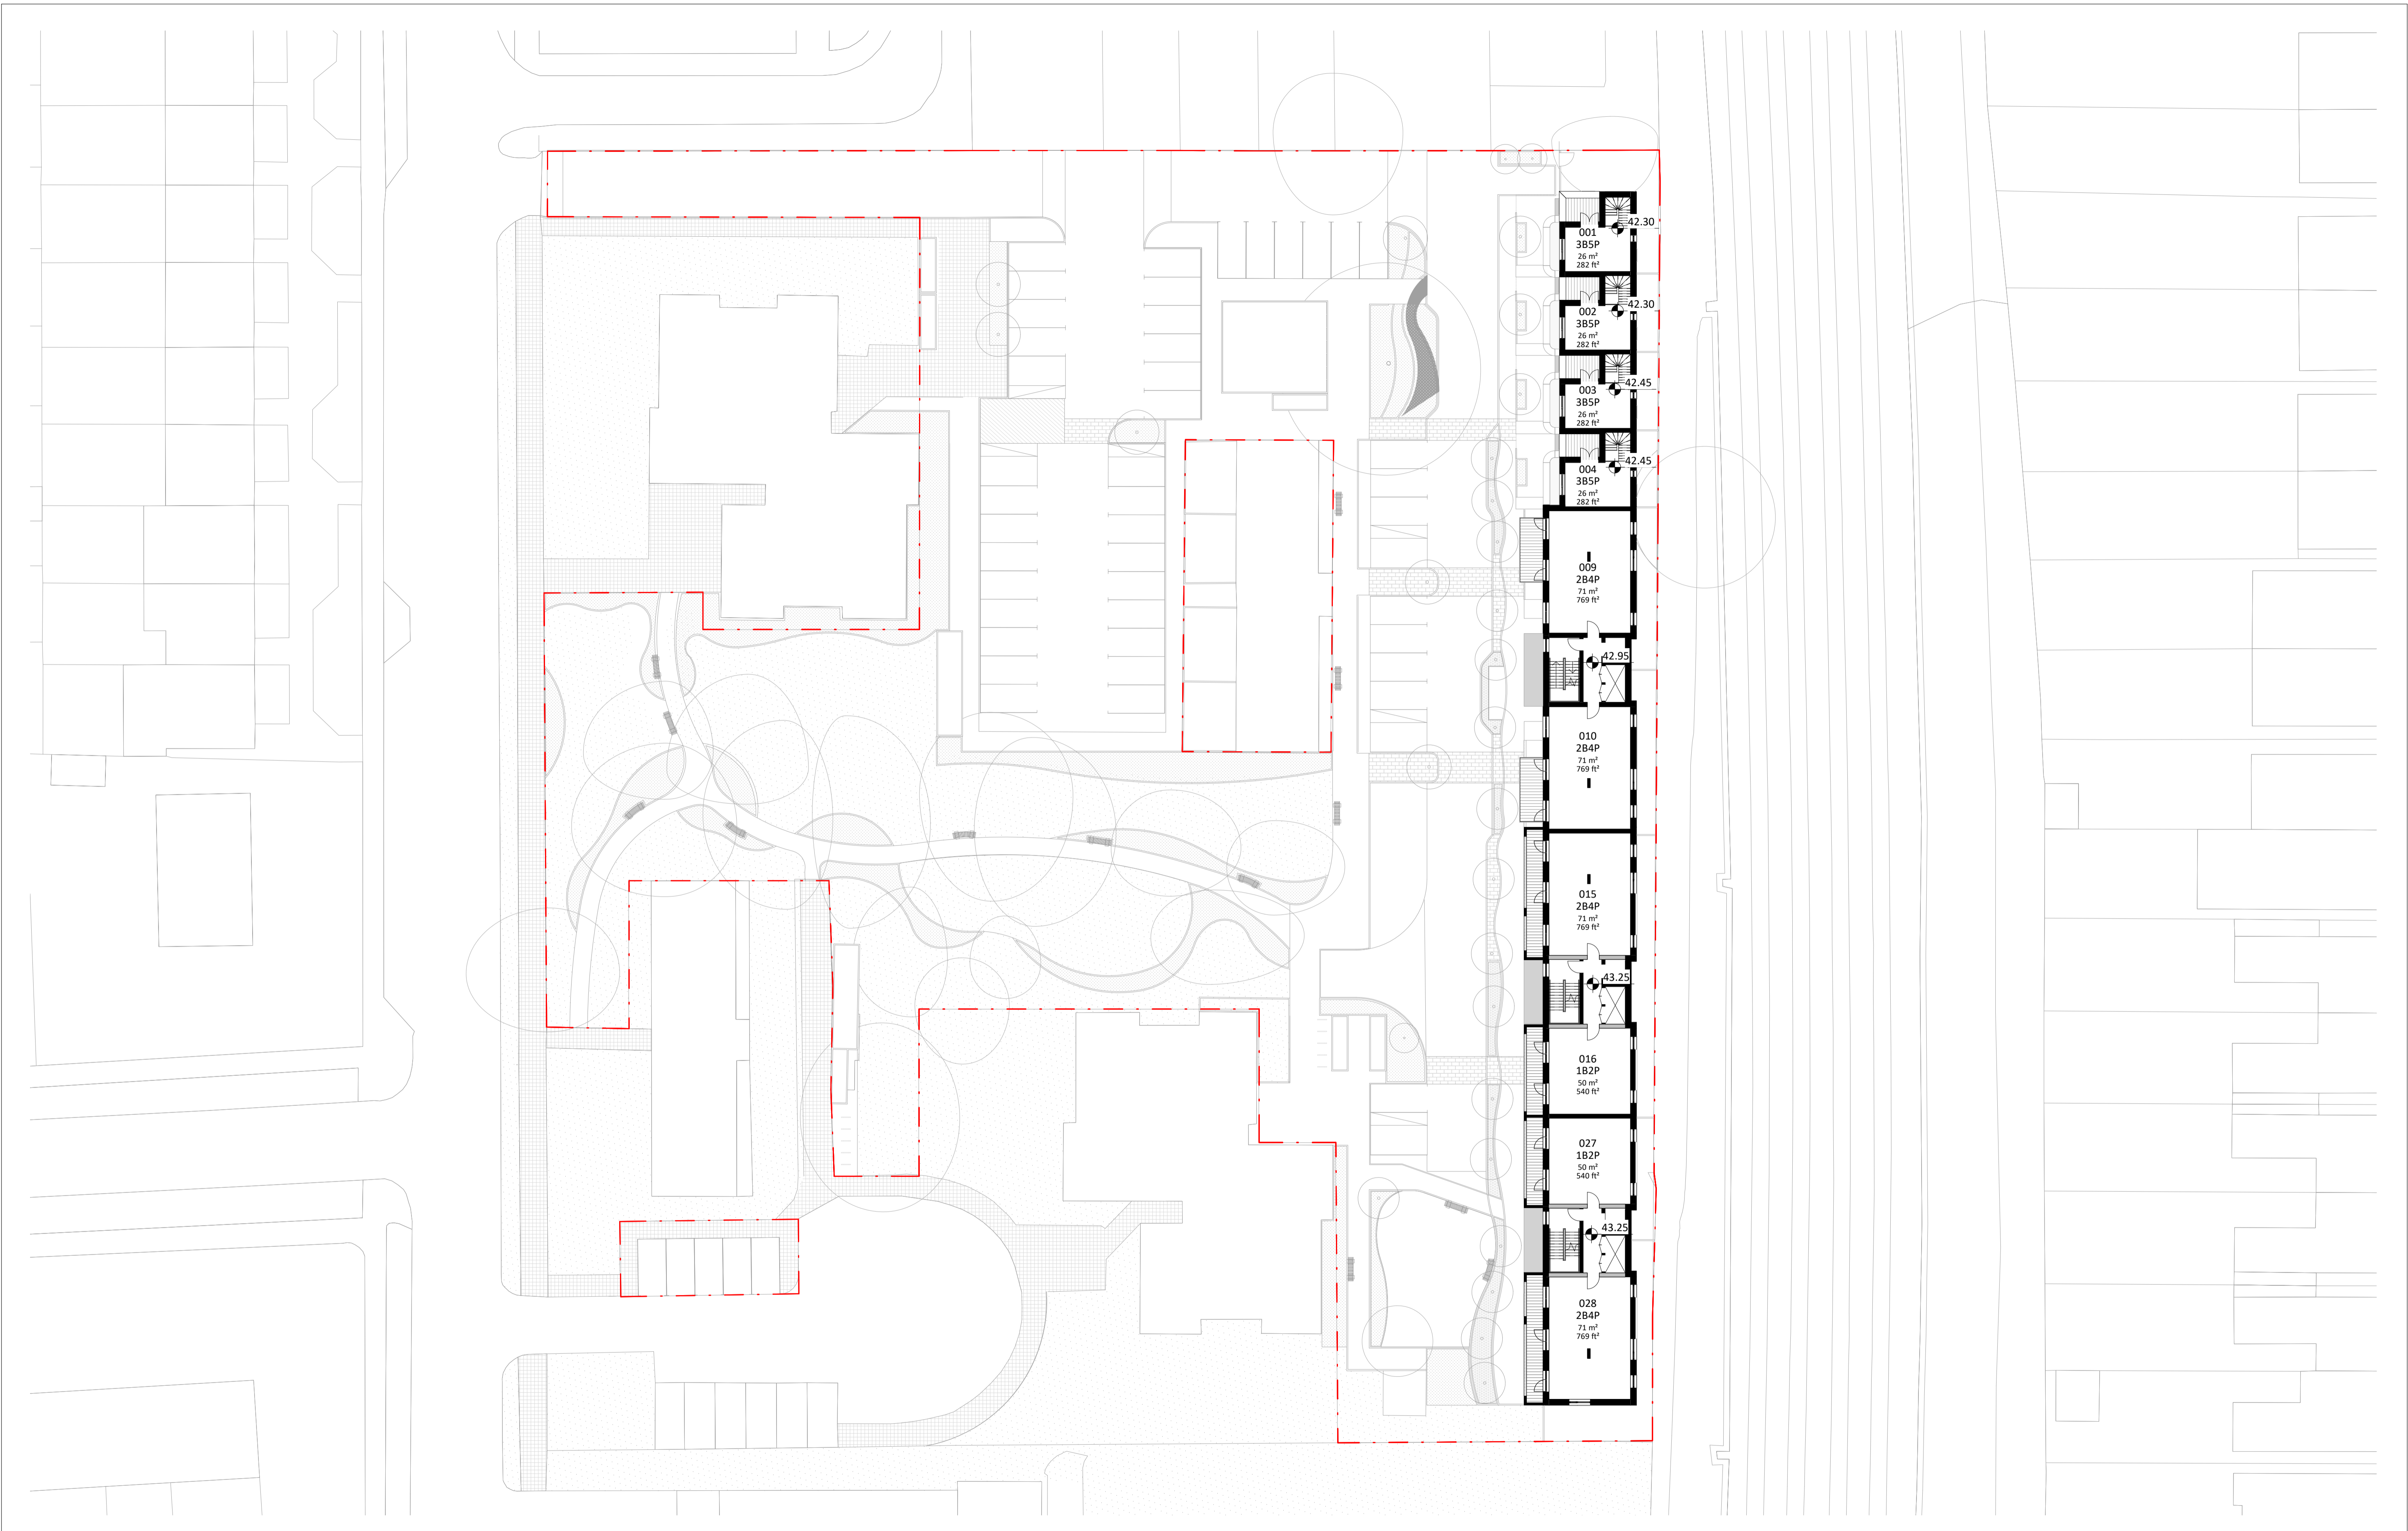 42.30
001
3B5P
26 m²
282 ft²
42.30
002
3B5P
26 m²
282 ft²
42.45
003
3B5P
26 m²
282 ft²
42.45
004
3B5P
26 m²
282 ft²
009
2B4P
71 m²
769 ft²
42.95
010
2B4P
71 m²
769 ft²
015
2B4P
71 m²
769 ft²
43.25
016
1B2P
50 m²
540 ft²
027
1B2P
50 m²
540 ft²
43.25
028
2B4P
71 m²
769 ft²